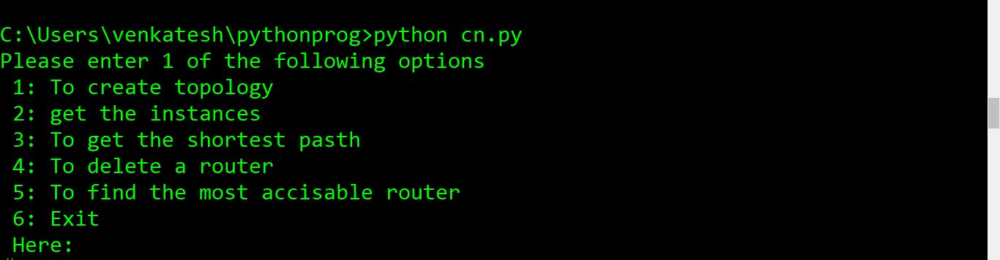 C:\Users\venkatesh\pythonprog>python cn.py
Please enter 1 of the following options
1: To create topology
2: get the instances
3: To get the shortest pasth
4: To delete a router
5: To find the most accisable router
6: Exit
Here: